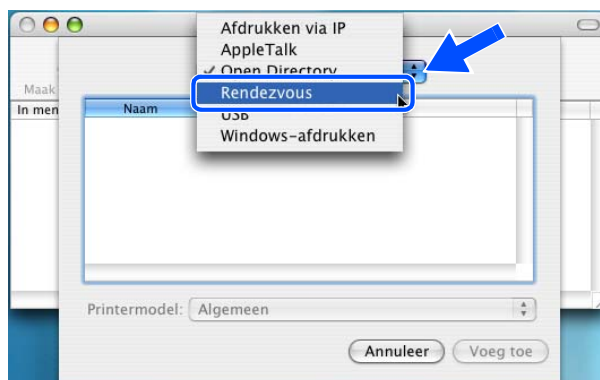 Afdrukken via IP
AppleTalk
✓ Open Directory
Rendezvous
USB
Windows-afdrukken
Maak
In men
Naam
Printermodel: Algemeen
Annuleer Voeg toe